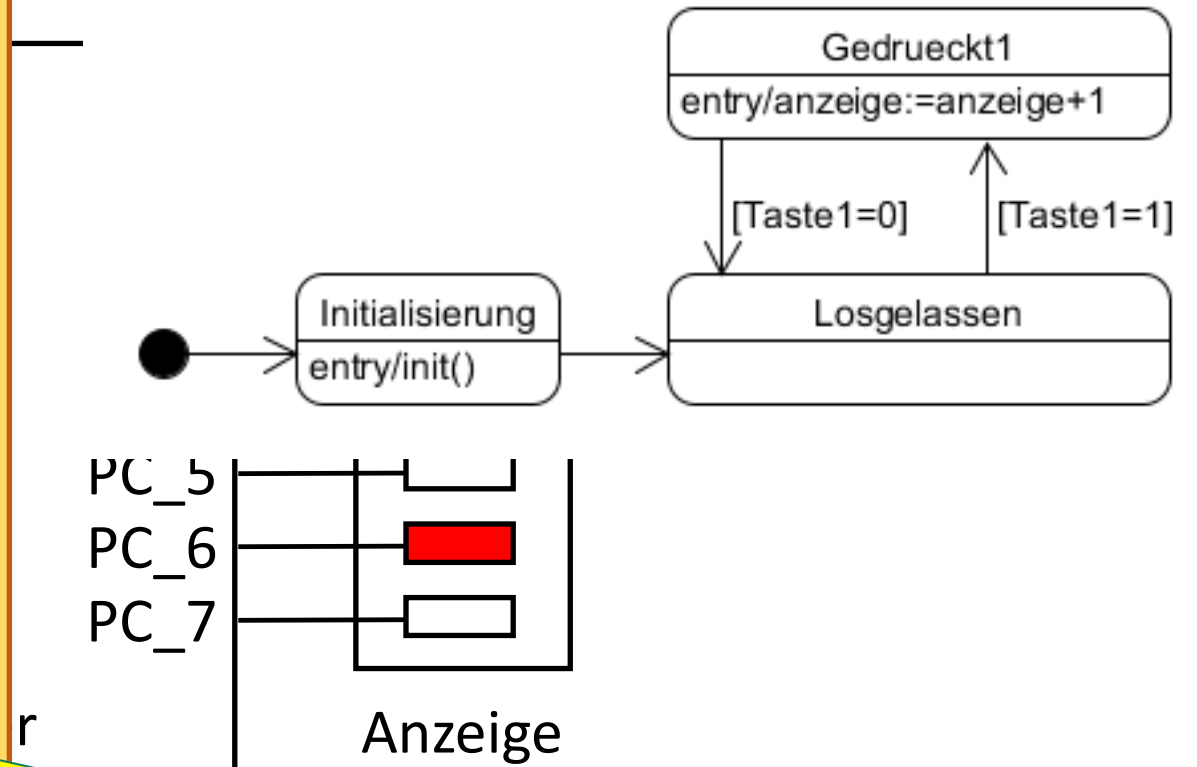 Gedrueckt1
entry/anzeige:=anzeige+1
[Taste1=0]
[Taste1=1]
Initialisierung
entry/init()
Losgelassen
PC_5
PC_6
PC_7
r
Anzeige